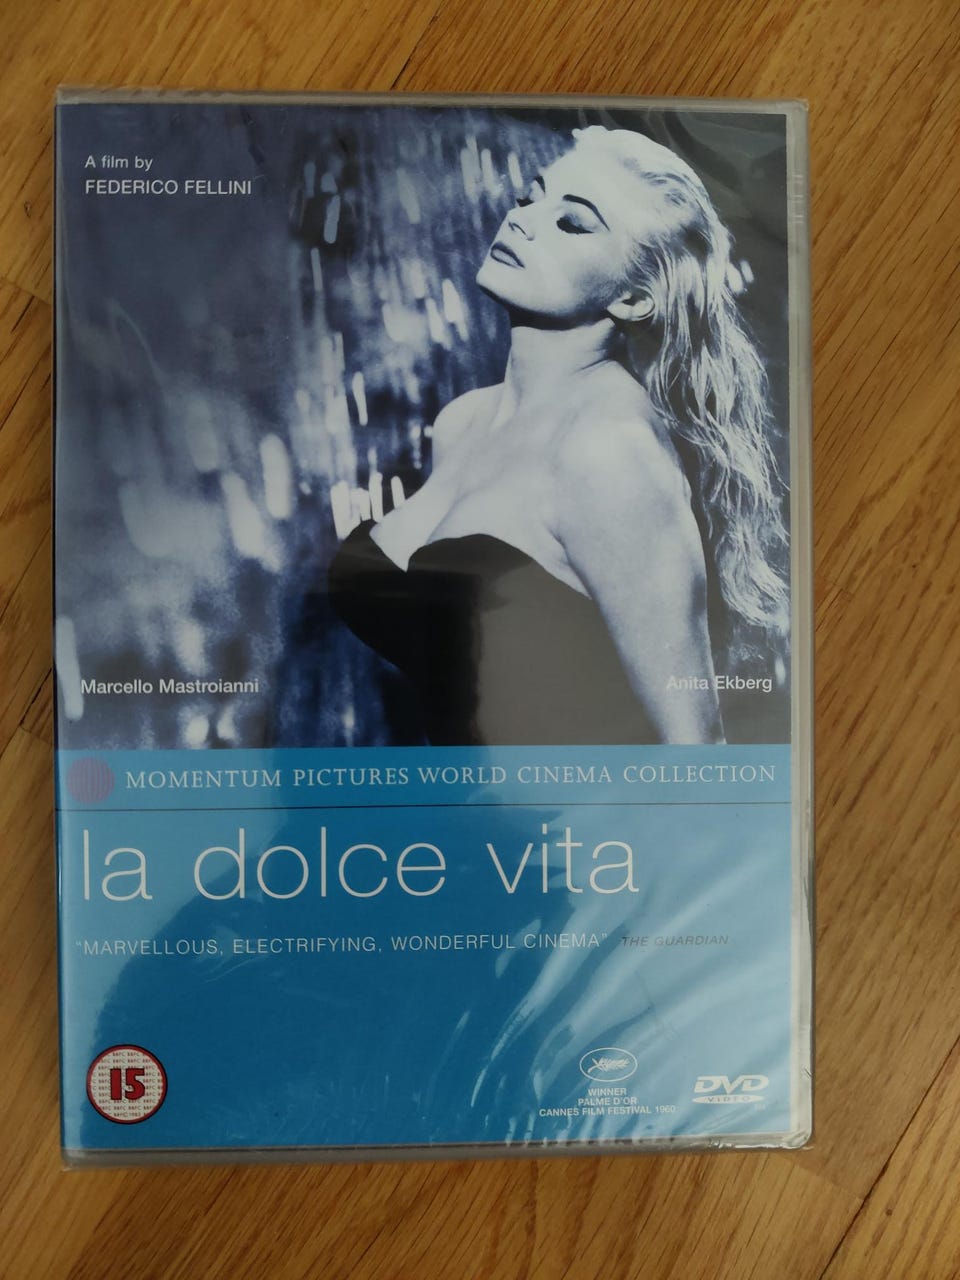 A film by
FEDERICO FELLINI
Marcello Mastroianni
Anita Ekberg
MOMENTUM PICTURES WORLD CINEMA COLLECTION
la dolce vita
"MARVELLOUS, ELECTRIFYING, WONDERFUL CINEMA" THE GUARDIAN
15
WINNER
PALME D'OR
CANNES FILM FESTIVAL 1960
DVD
VIDEO